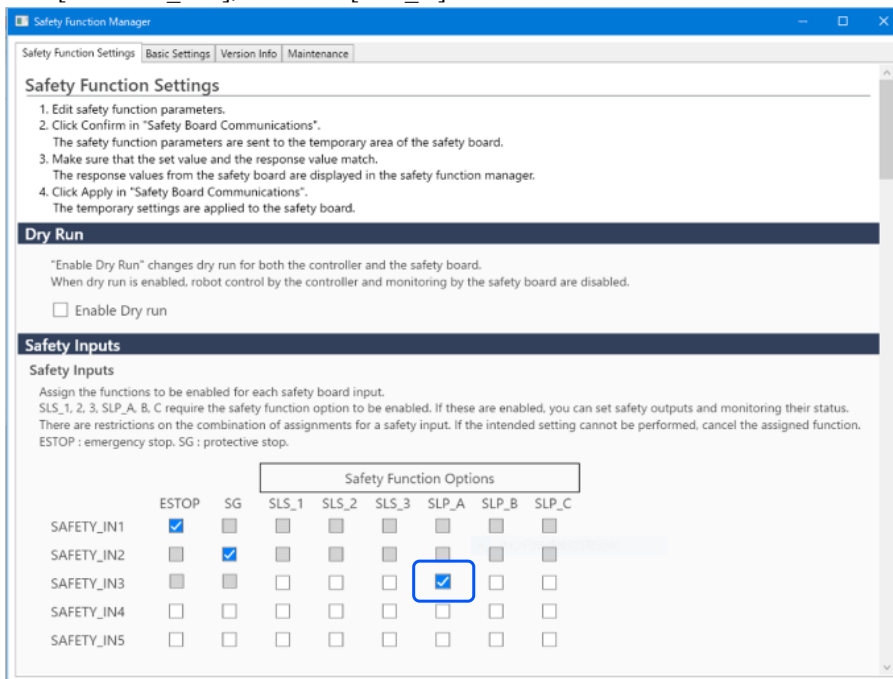 Safety Function Manager
Safety Function Settings Basic Settings Version Info Maintenance
Safety Function Settings
1. Edit safety function parameters.
2. Click Confirm in "Safety Board Communications".
The safety function parameters are sent to the temporary area of the safety board.
3. Make sure that the set value and the response value match.
The response values from the safety board are displayed in the safety function manager.
4. Click Apply in "Safety Board Communications".
The temporary settings are applied to the safety board.
Dry Run
"Enable Dry Run" changes dry run for both the controller and the safety board.
When dry run is enabled, robot control by the controller and monitoring by the safety board are disabled.
Enable Dry run
Safety Inputs
Safety Inputs
Assign the functions to be enabled for each safety board input.
SLS_1, 2, 3, SLP_A, B, C require the safety function option to be enabled. If these are enabled, you can set safety outputs and monitoring their status.
There are restrictions on the combination of assignments for a safety input. If the intended setting cannot be performed, cancel the assigned function.
ESTOP : emergency stop. SG : protective stop.
Safety Function Options
ESTOP SG SLS_1 SLS_2 SLS_3 SLP_A SLP_B SLP_C
SAFETY_IN1
SAFETY_IN2
SAFETY_IN3
SAFETY_IN4
SAFETY_IN5